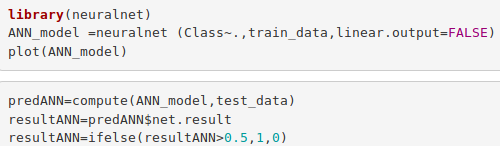 library(neuralnet)
ANN_model =neuralnet (Class~.,train_data,linear.output=FALSE)
plot(ANN_model)
predANN=compute(ANN_model,test_data)
resultANN=predANN$net.result
resultANN=ifelse(resultANN>0.5,1,0)